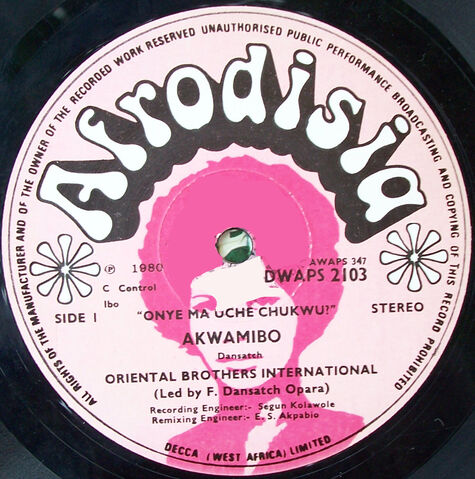 ALL RIGHTS OF THE MANUFACTURER AND OF THE OWNER OF THE RECORDED WORK RESERVED UNAUTHORISED PUBLIC PERFORMANCE BROADCASTING AND COPYING OF THIS RECORD PROHIBITED
Afrodisia
AWAPS 347
℗ 1980
DWAPS 2103
C Control
Ibo
SIDE I
STEREO
"ONYE MA UCHE CHUKWU?"
AKWAMIBO
Dansatch
ORIENTAL BROTHERS INTERNATIONAL
(Led by F. Dansatch Opara)
Recording Engineer:- Segun Kolawole
Remixing Engineer:- E. S. Akpabio
DECCA (WEST AFRICA) LIMITED